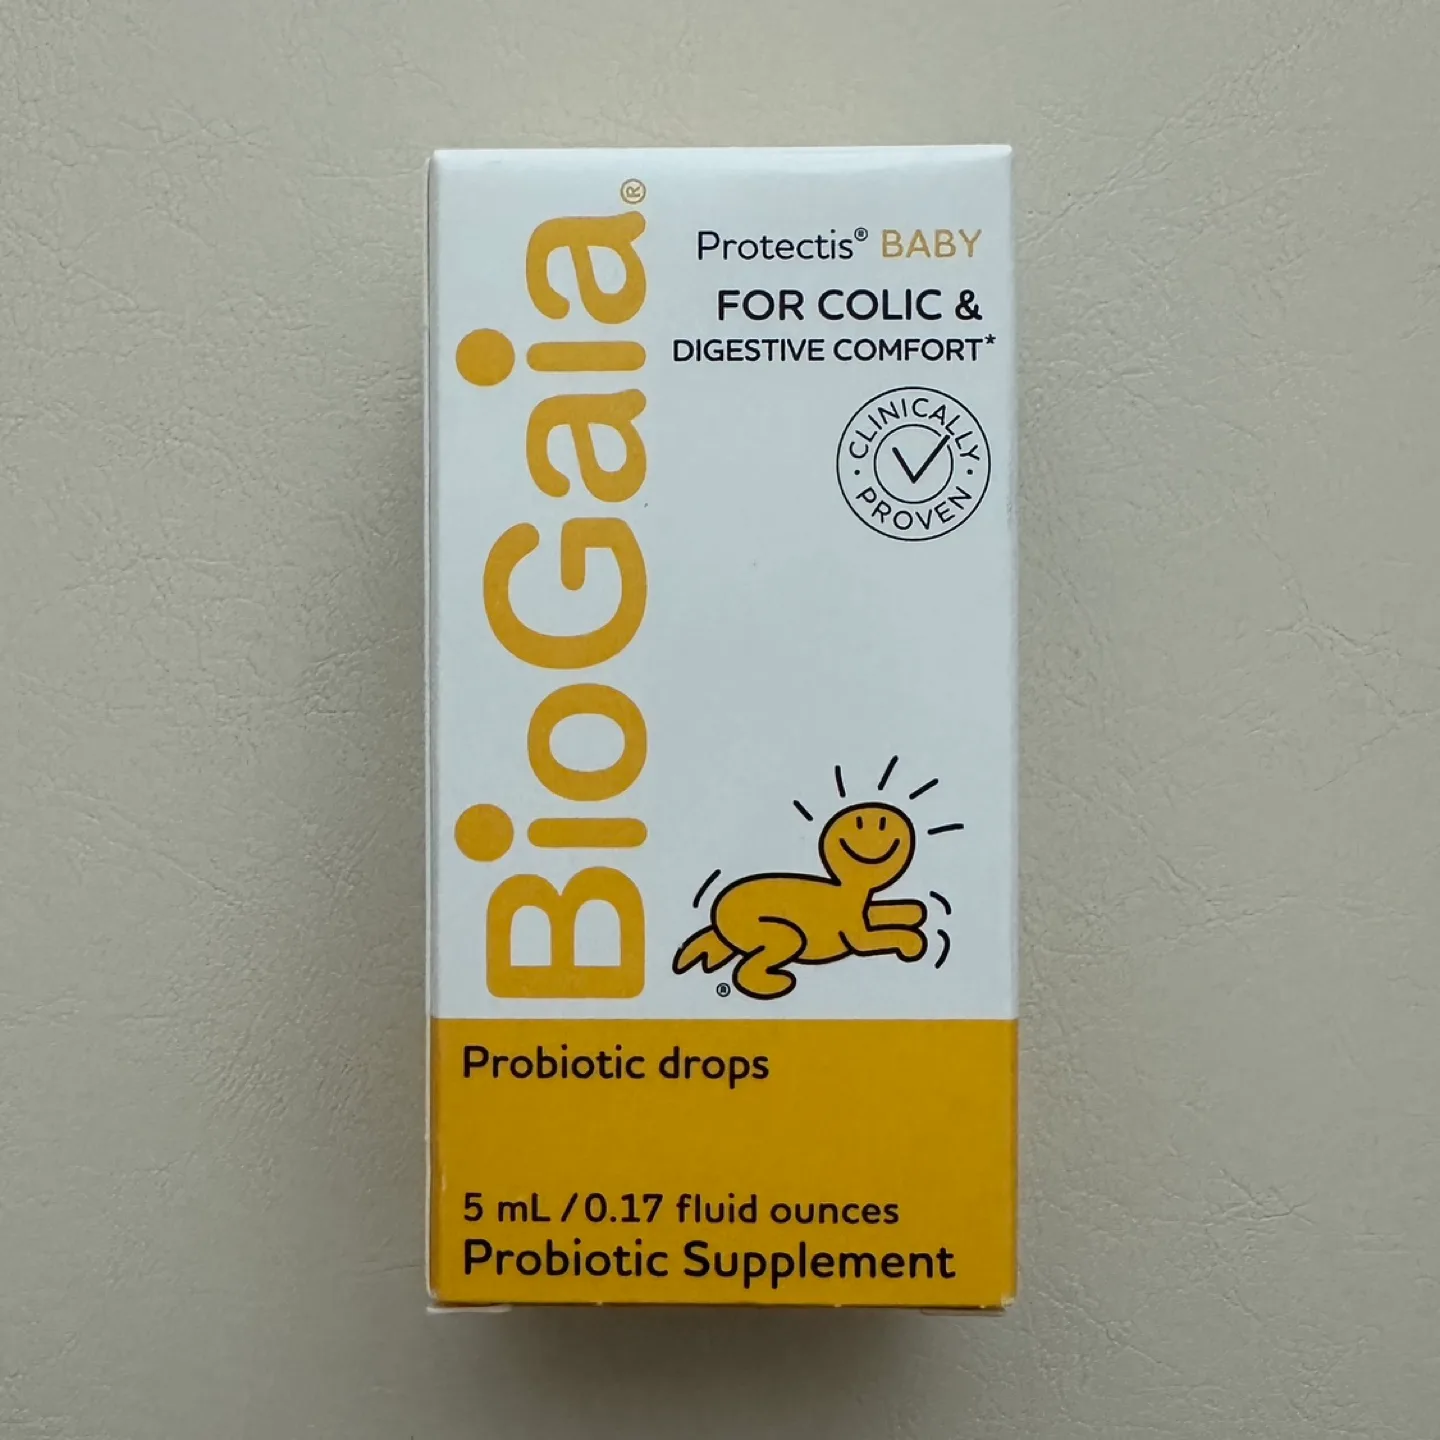 BioGaia®
Protectis® BABY
FOR COLIC &
DIGESTIVE COMFORT*
CLINICALLY
PROVEN
®
Probiotic drops
5 mL / 0.17 fluid ounces
Probiotic Supplement